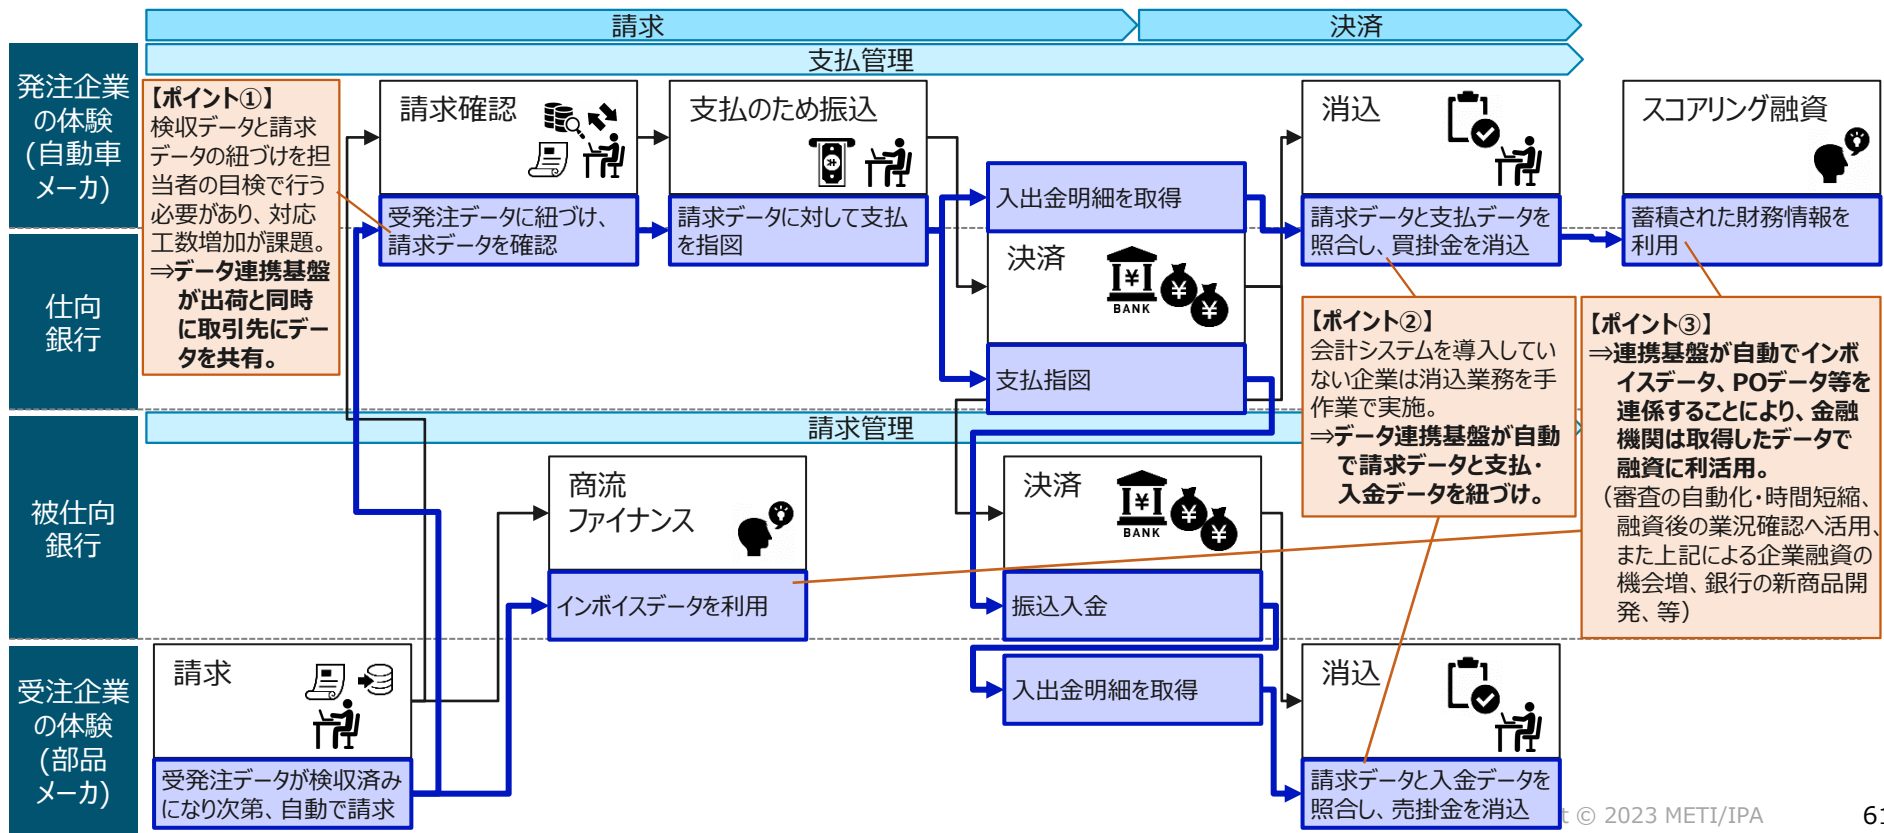 請求
決済
支払管理
発注企業
の体験
(自動車
メーカ)
【ポイント①】
検収データと請求
データの紐づけを担
当者の目検で行う
必要があり、対応
工数増加が課題。
⇒データ連携基盤
が出荷と同時
に取引先にデー
タを共有。
請求確認
受発注データに紐づけ、
請求データを確認
支払のため振込
請求データに対して支払
を指図
入出金明細を取得
消込
請求データと支払データを
照合し、買掛金を消込
スコアリング融資
蓄積された財務情報を
利用
仕向
銀行
決済
BANK
支払指図
【ポイント②】
会計システムを導入してい
ない企業は消込業務を手
作業で実施。
⇒データ連携基盤が自動
で請求データと支払・
入金データを紐づけ。
【ポイント③】
⇒連携基盤が自動でインボ
イスデータ、POデータ等を
連係することにより、金融
機関は取得したデータで
融資に利活用。
（審査の自動化・時間短縮、
融資後の業況確認へ活用、
また上記による企業融資の
機会増、銀行の新商品開
発、等）
請求管理
被仕向
銀行
商流
ファイナンス
インボイスデータを利用
決済
BANK
振込入金
受注企業
の体験
(部品
メーカ)
請求
受発注データが検収済み
になり次第、自動で請求
入出金明細を取得
消込
請求データと入金データを
照合し、売掛金を消込
© 2023 METI/IPA
61